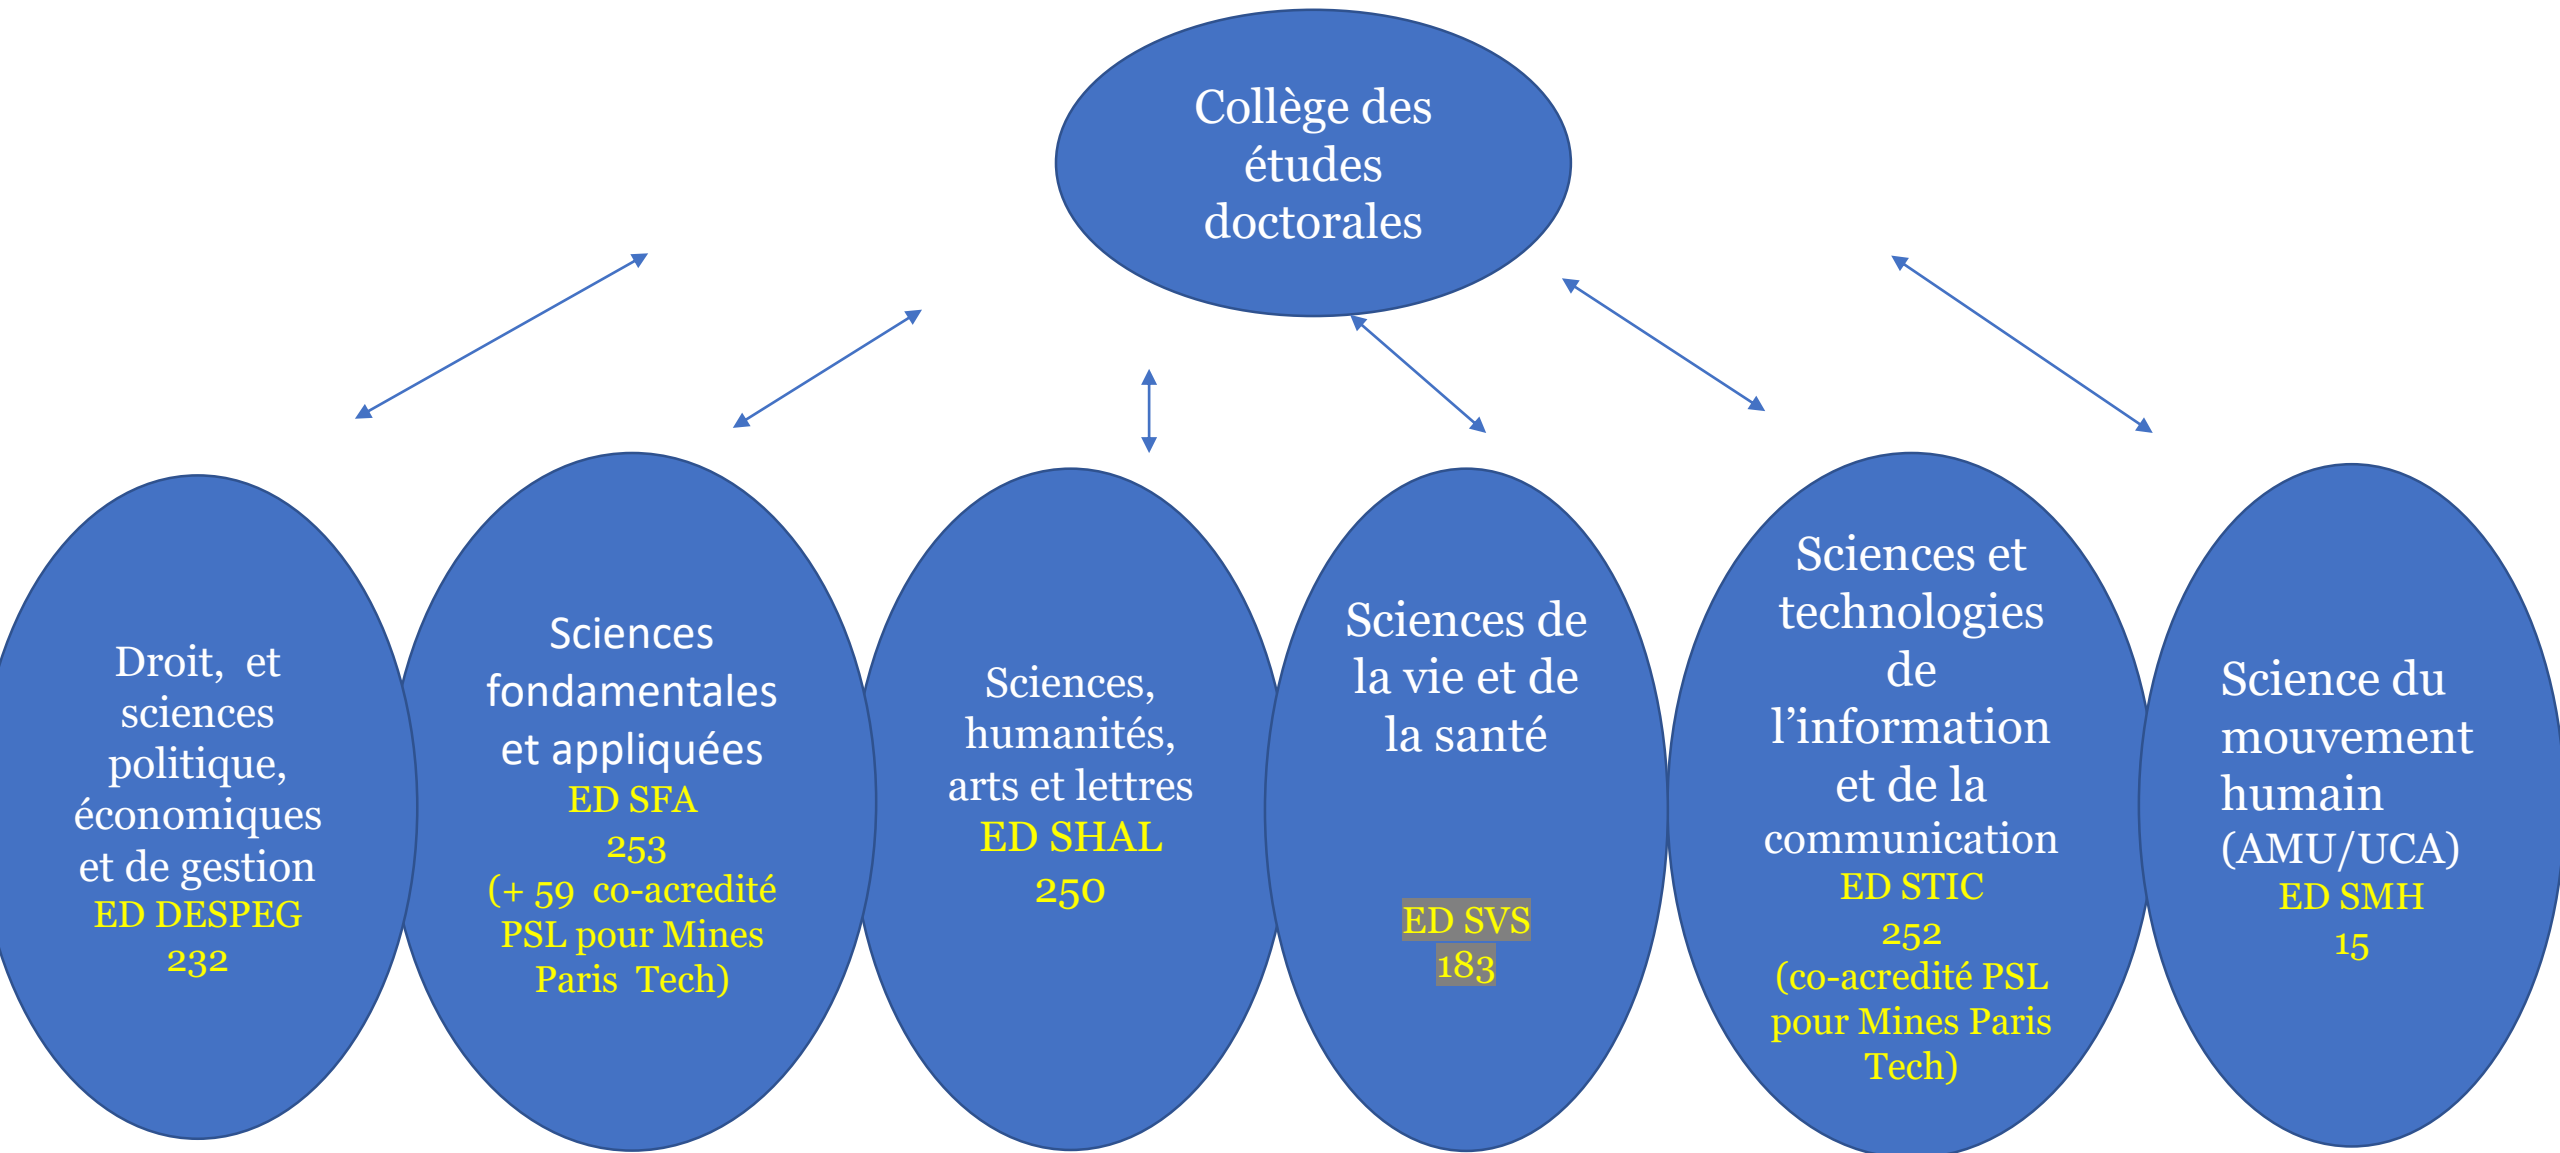 Collège des
études
doctorales
Droit, et
sciences
politique,
économiques
et de gestion
ED DESPEG
232
Sciences
fondamentales
et appliquées
ED SFA
253
(+ 59 co-acredité
PSL pour Mines
Paris Tech)
Sciences,
humanités,
arts et lettres
ED SHAL
250
Sciences de
la vie et de
la santé
ED SVS
183
Sciences et
technologies
de
l’information
et de la
communication
ED STIC
252
(co-acredité PSL
pour Mines Paris
Tech)
Science du
mouvement
humain
(AMU/UCA)
ED SMH
15